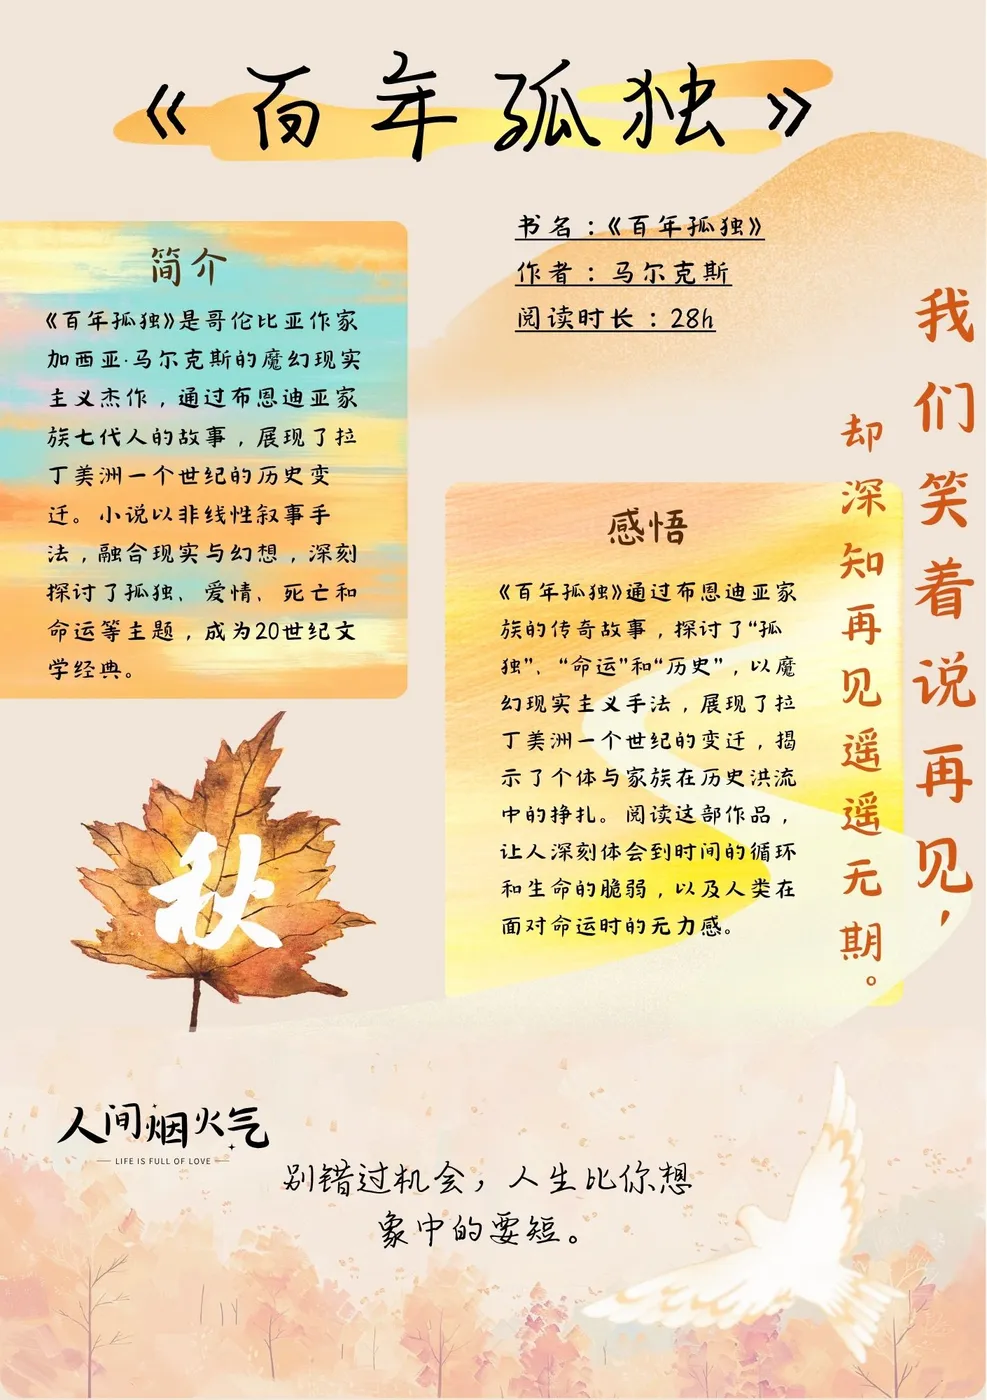 《百年孤独》
书名：《百年孤独》
作者：马尔克斯
阅读时长：28h
简介
《百年孤独》是哥伦比亚作家
加西亚·马尔克斯的魔幻现实
主义杰作，通过布恩迪亚家
族七代人的故事，展现了拉
丁美洲一个世纪的历史变
迁。小说以非线性叙事手
法，融合现实与幻想，深刻
探讨了孤独、爱情、死亡和
命运等主题，成为20世纪文
学经典。
我们笑着说再见，
却深知再见遥遥无期。
感悟
《百年孤独》通过布恩迪亚家
族的传奇故事，探讨了“孤
独”、“命运”和“历史”，以魔
幻现实主义手法，展现了拉
丁美洲一个世纪的变迁，揭
示了个体与家族在历史洪流
中的挣扎。阅读这部作品，
让人深刻体会到时间的循环
和生命的脆弱，以及人类在
面对命运时的无力感。
秋
人间烟火气
LIFE IS FULL OF LOVE
别错过机会，人生比你想
象中的要短。